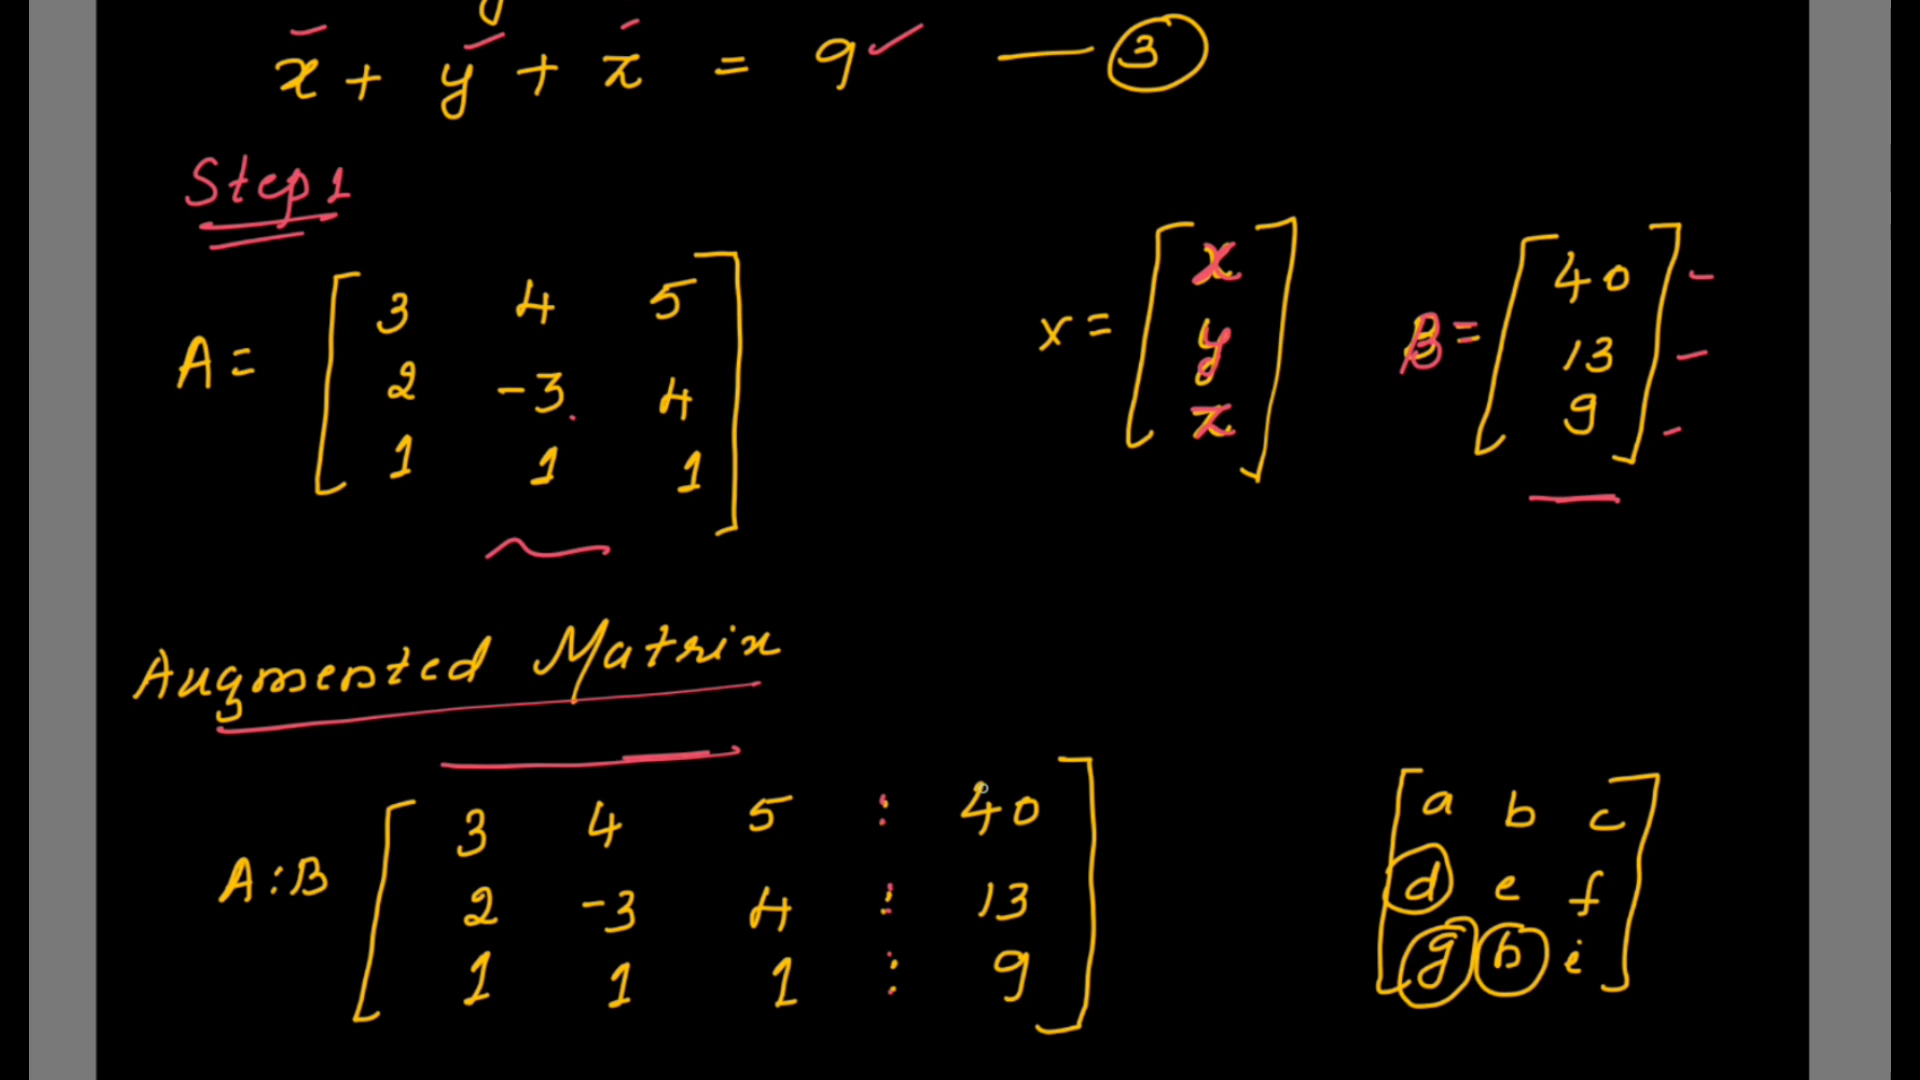 x + y + z = 9 — 3
Step 1
A = [ 3 4 5
2 -3 4
1 1 1 ]
x = [ x
y
z ]
B = [ 40
13
9 ]
Augmented Matrix
A:B [ 3 4 5 : 40
2 -3 4 : 13
1 1 1 : 9 ]
[ a b c
d e f
g h i ]